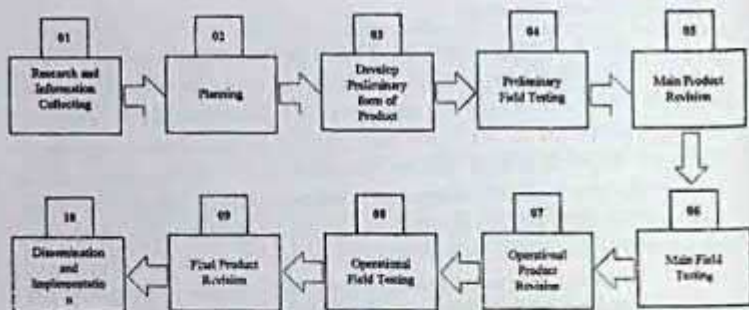 01
Research and
Information
Collecting
02
Planning
03
Develop
Preliminary
form of
Product
04
Preliminary
Field Testing
05
Main Product
Revision
06
Main Field
Testing
07
Operational
Product
Revision
08
Operational
Field Testing
09
Final Product
Revision
10
Dissemination
and
Implementatio
n